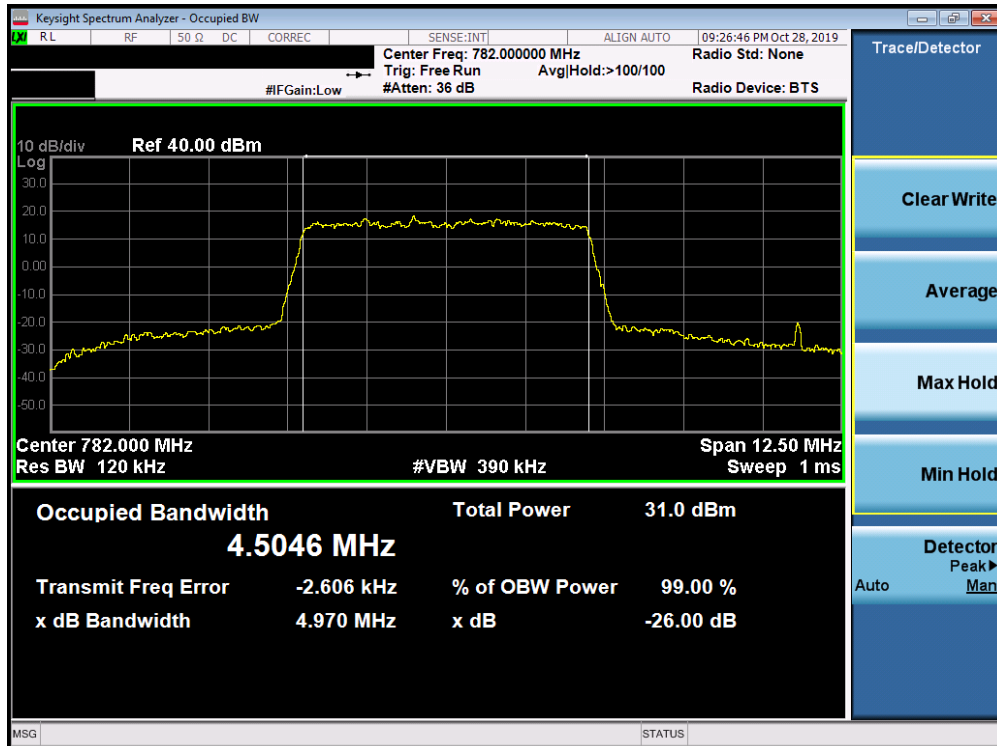 Keysight Spectrum Analyzer - Occupied BW
LXI RL RF 50 Ω DC CORREC SENSE:INT ALIGN AUTO 09:26:46 PM Oct 28, 2019
Center Freq: 782.000000 MHz Radio Std: None
Trig: Free Run Avg|Hold:>100/100
#IFGain:Low #Atten: 36 dB Radio Device: BTS
10 dB/div Ref 40.00 dBm
Log
30.0
20.0
10.0
0.00
-10.0
-20.0
-30.0
-40.0
-50.0
Center 782.000 MHz Span 12.50 MHz
Res BW 120 kHz #VBW 390 kHz Sweep 1 ms
Occupied Bandwidth Total Power 31.0 dBm
4.5046 MHz
Transmit Freq Error -2.606 kHz % of OBW Power 99.00 %
x dB Bandwidth 4.970 MHz x dB -26.00 dB
MSG STATUS
Trace/Detector
Clear Write
Average
Max Hold
Min Hold
Detector
Peak▶
Auto Man